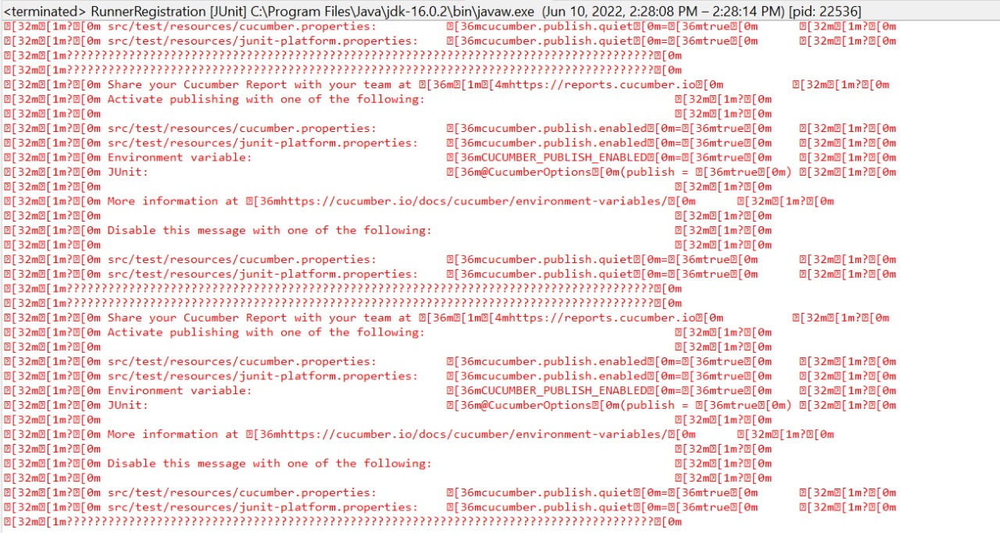 <terminated> RunnerRegistration [JUnit] C:\Program Files\Java\jdk-16.0.2\bin\javaw.exe (Jun 10, 2022, 2:28:08 PM – 2:28:14 PM) [pid: 22536]
⍰[32m⍰[1m?⍰[0m src/test/resources/cucumber.properties: ⍰[36mcucumber.publish.quiet⍰[0m=⍰[36mtrue⍰[0m ⍰[32m⍰[1m?⍰[0m
⍰[32m⍰[1m?⍰[0m src/test/resources/junit-platform.properties: ⍰[36mcucumber.publish.quiet⍰[0m=⍰[36mtrue⍰[0m ⍰[32m⍰[1m?⍰[0m
⍰[32m⍰[1m?????????????????????????????????????????????????????????????????????????????????????⍰[0m
⍰[32m⍰[1m?????????????????????????????????????????????????????????????????????????????????????⍰[0m
⍰[32m⍰[1m?⍰[0m Share your Cucumber Report with your team at ⍰[36m⍰[1m⍰[4mhttps://reports.cucumber.io⍰[0m ⍰[32m⍰[1m?⍰[0m
⍰[32m⍰[1m?⍰[0m Activate publishing with one of the following: ⍰[32m⍰[1m?⍰[0m
⍰[32m⍰[1m?⍰[0m ⍰[32m⍰[1m?⍰[0m
⍰[32m⍰[1m?⍰[0m src/test/resources/cucumber.properties: ⍰[36mcucumber.publish.enabled⍰[0m=⍰[36mtrue⍰[0m ⍰[32m⍰[1m?⍰[0m
⍰[32m⍰[1m?⍰[0m src/test/resources/junit-platform.properties: ⍰[36mcucumber.publish.enabled⍰[0m=⍰[36mtrue⍰[0m ⍰[32m⍰[1m?⍰[0m
⍰[32m⍰[1m?⍰[0m Environment variable: ⍰[36mCUCUMBER_PUBLISH_ENABLED⍰[0m=⍰[36mtrue⍰[0m ⍰[32m⍰[1m?⍰[0m
⍰[32m⍰[1m?⍰[0m JUnit: ⍰[36m@CucumberOptions⍰[0m(publish = ⍰[36mtrue⍰[0m) ⍰[32m⍰[1m?⍰[0m
⍰[32m⍰[1m?⍰[0m ⍰[32m⍰[1m?⍰[0m
⍰[32m⍰[1m?⍰[0m More information at ⍰[36mhttps://cucumber.io/docs/cucumber/environment-variables/⍰[0m ⍰[32m⍰[1m?⍰[0m
⍰[32m⍰[1m?⍰[0m ⍰[32m⍰[1m?⍰[0m
⍰[32m⍰[1m?⍰[0m Disable this message with one of the following: ⍰[32m⍰[1m?⍰[0m
⍰[32m⍰[1m?⍰[0m ⍰[32m⍰[1m?⍰[0m
⍰[32m⍰[1m?⍰[0m src/test/resources/cucumber.properties: ⍰[36mcucumber.publish.quiet⍰[0m=⍰[36mtrue⍰[0m ⍰[32m⍰[1m?⍰[0m
⍰[32m⍰[1m?⍰[0m src/test/resources/junit-platform.properties: ⍰[36mcucumber.publish.quiet⍰[0m=⍰[36mtrue⍰[0m ⍰[32m⍰[1m?⍰[0m
⍰[32m⍰[1m?????????????????????????????????????????????????????????????????????????????????????⍰[0m
⍰[32m⍰[1m?????????????????????????????????????????????????????????????????????????????????????⍰[0m
⍰[32m⍰[1m?⍰[0m Share your Cucumber Report with your team at ⍰[36m⍰[1m⍰[4mhttps://reports.cucumber.io⍰[0m ⍰[32m⍰[1m?⍰[0m
⍰[32m⍰[1m?⍰[0m Activate publishing with one of the following: ⍰[32m⍰[1m?⍰[0m
⍰[32m⍰[1m?⍰[0m ⍰[32m⍰[1m?⍰[0m
⍰[32m⍰[1m?⍰[0m src/test/resources/cucumber.properties: ⍰[36mcucumber.publish.enabled⍰[0m=⍰[36mtrue⍰[0m ⍰[32m⍰[1m?⍰[0m
⍰[32m⍰[1m?⍰[0m src/test/resources/junit-platform.properties: ⍰[36mcucumber.publish.enabled⍰[0m=⍰[36mtrue⍰[0m ⍰[32m⍰[1m?⍰[0m
⍰[32m⍰[1m?⍰[0m Environment variable: ⍰[36mCUCUMBER_PUBLISH_ENABLED⍰[0m=⍰[36mtrue⍰[0m ⍰[32m⍰[1m?⍰[0m
⍰[32m⍰[1m?⍰[0m JUnit: ⍰[36m@CucumberOptions⍰[0m(publish = ⍰[36mtrue⍰[0m) ⍰[32m⍰[1m?⍰[0m
⍰[32m⍰[1m?⍰[0m ⍰[32m⍰[1m?⍰[0m
⍰[32m⍰[1m?⍰[0m More information at ⍰[36mhttps://cucumber.io/docs/cucumber/environment-variables/⍰[0m ⍰[32m⍰[1m?⍰[0m
⍰[32m⍰[1m?⍰[0m ⍰[32m⍰[1m?⍰[0m
⍰[32m⍰[1m?⍰[0m Disable this message with one of the following: ⍰[32m⍰[1m?⍰[0m
⍰[32m⍰[1m?⍰[0m ⍰[32m⍰[1m?⍰[0m
⍰[32m⍰[1m?⍰[0m src/test/resources/cucumber.properties: ⍰[36mcucumber.publish.quiet⍰[0m=⍰[36mtrue⍰[0m ⍰[32m⍰[1m?⍰[0m
⍰[32m⍰[1m?⍰[0m src/test/resources/junit-platform.properties: ⍰[36mcucumber.publish.quiet⍰[0m=⍰[36mtrue⍰[0m ⍰[32m⍰[1m?⍰[0m
⍰[32m⍰[1m?????????????????????????????????????????????????????????????????????????????????????⍰[0m